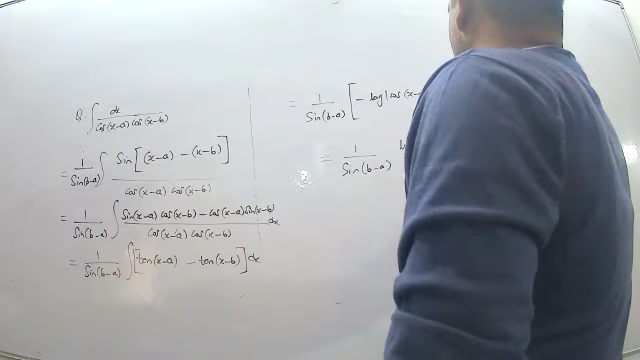 Q. ∫ dx / cos(x-a) cos(x-b)
= 1/Sin(b-a) ∫ Sin[(x-a) - (x-b)] / cos(x-a) cos(x-b)
= 1/Sin(b-a) ∫ Sin(x-a) cos(x-b) - cos(x-a) Sin(x-b) / cos(x-a) cos(x-b) dx
= 1/Sin(b-a) ∫ [tan(x-a) - tan(x-b)] dx
= 1/Sin(b-a) [- log|cos(x-
= 1/Sin(b-a)